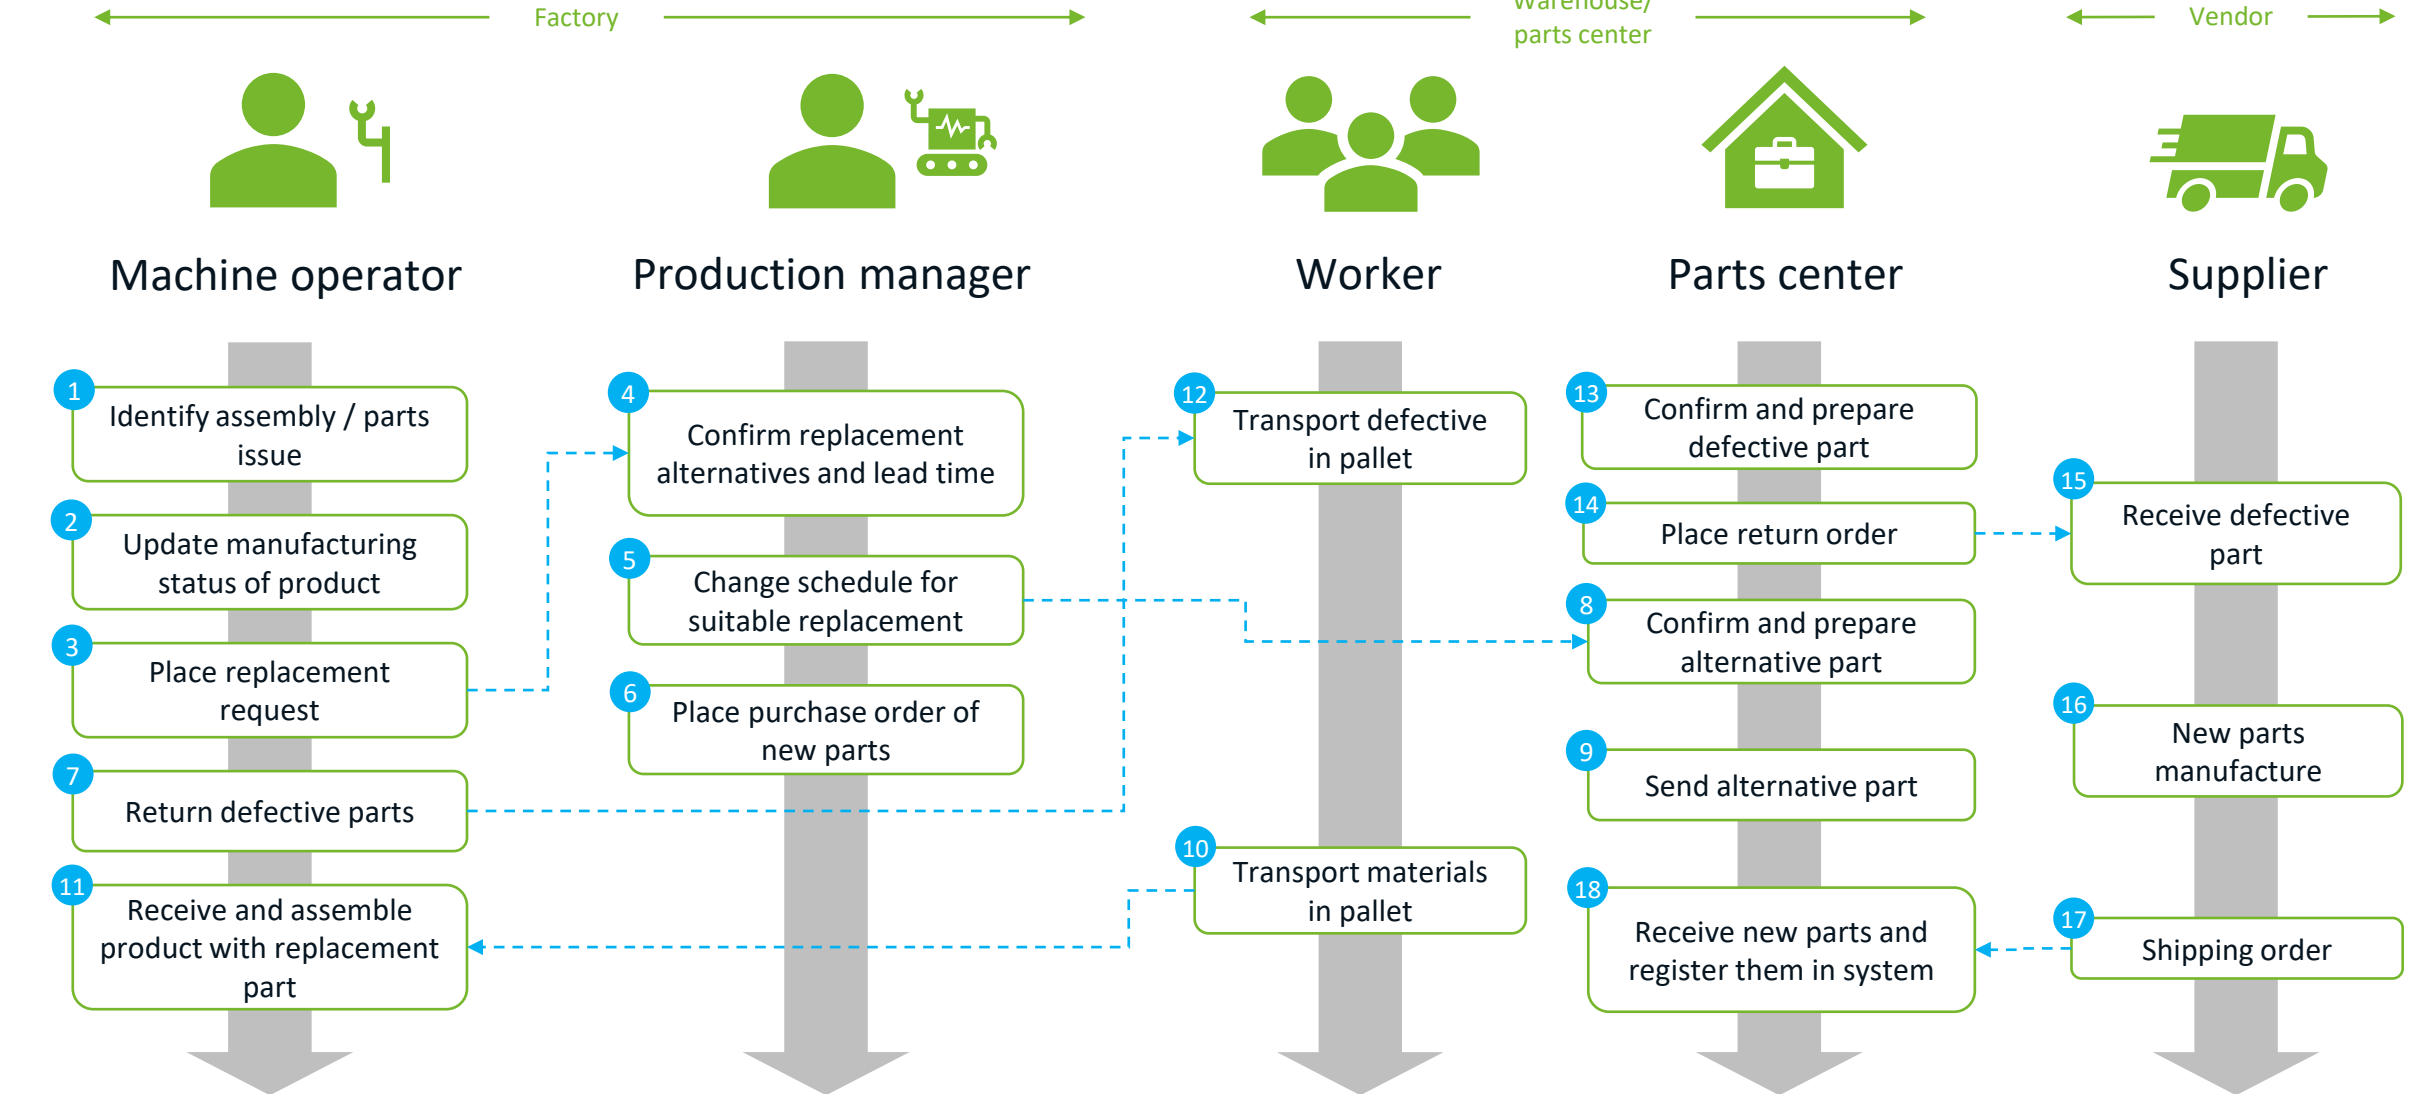 Factory
Warehouse/
parts center
Vendor
Machine operator
Production manager
Worker
Parts center
Supplier
1
Identify assembly / parts
issue
2
Update manufacturing
status of product
3
Place replacement
request
7
Return defective parts
11
Receive and assemble
product with replacement
part
4
Confirm replacement
alternatives and lead time
5
Change schedule for
suitable replacement
6
Place purchase order of
new parts
12
Transport defective
in pallet
10
Transport materials
in pallet
13
Confirm and prepare
defective part
14
Place return order
8
Confirm and prepare
alternative part
9
Send alternative part
18
Receive new parts and
register them in system
15
Receive defective
part
16
New parts
manufacture
17
Shipping order